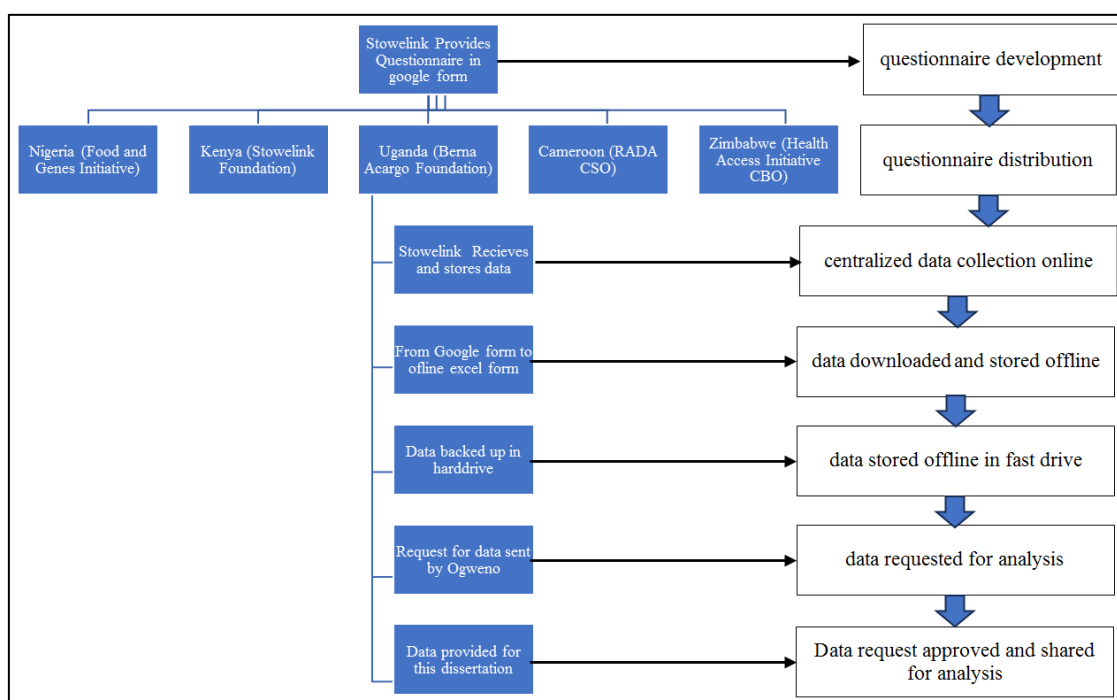 Stowelink Provides
Questionnaire in
google form
questionnaire development
Nigeria (Food and
Genes Initiative)
Kenya (Stowelink
Foundation)
Uganda (Berna
Acargo Foundation)
Cameroon (RADA
CSO)
Zimbabwe (Health
Access Initiative
CBO)
questionnaire distribution
Stowelink Recieves
and stores data
centralized data collection online
From Google form to
ofline excel form
data downloaded and stored offline
Data backed up in
harddrive
data stored offline in fast drive
Request for data sent
by Ogweno
data requested for analysis
Data provided for
this dissertation
Data request approved and shared
for analysis